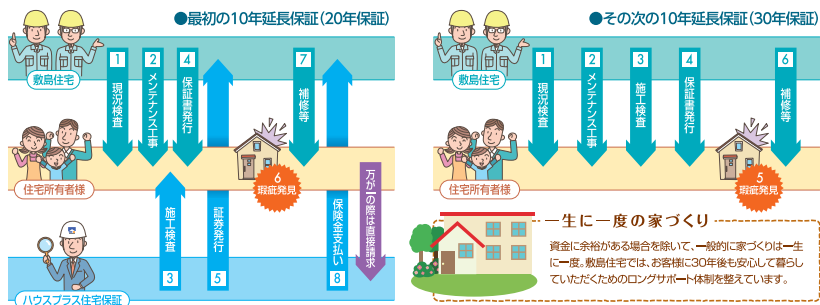 ●最初の10年延長保証(20年保証)
敷島住宅
1 現況検査
2 メンテナンス工事
4 保証書発行
7 補修等
住宅所有者様
6 瑕疵発見
万が一の際は直接請求
3 施工検査
5 証券発行
8 保険金支払い
ハウスプラス住宅保証
●その次の10年延長保証(30年保証)
敷島住宅
1 現況検査
2 メンテナンス工事
3 施工検査
4 保証書発行
6 補修等
住宅所有者様
5 瑕疵発見
一生に一度の家づくり
資金に余裕がある場合を除いて、一般的に家づくりは一生
に一度。敷島住宅では、お客様に30年後も安心して暮らし
ていただくためのロングサポート体制を整えています。